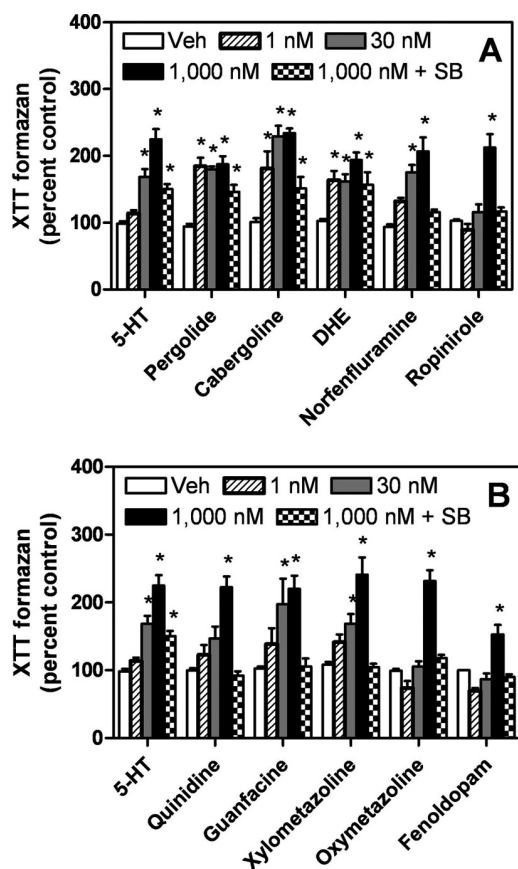 400
Veh 1 nM 30 nM A
1,000 nM 1,000 nM + SB
300
200
100
0
XTT formazan
(percent control)
* * * * * * * * * * * * * * * * * *
5-HT Pergolide Cabergoline DHE Norfenfluramine Ropinirole
400
Veh 1 nM 30 nM B
1,000 nM 1,000 nM + SB
300
200
100
0
XTT formazan
(percent control)
* * * * * * * * * *
5-HT Quinidine Guanfacine Xylometazoline Oxymetazoline Fenoldopam